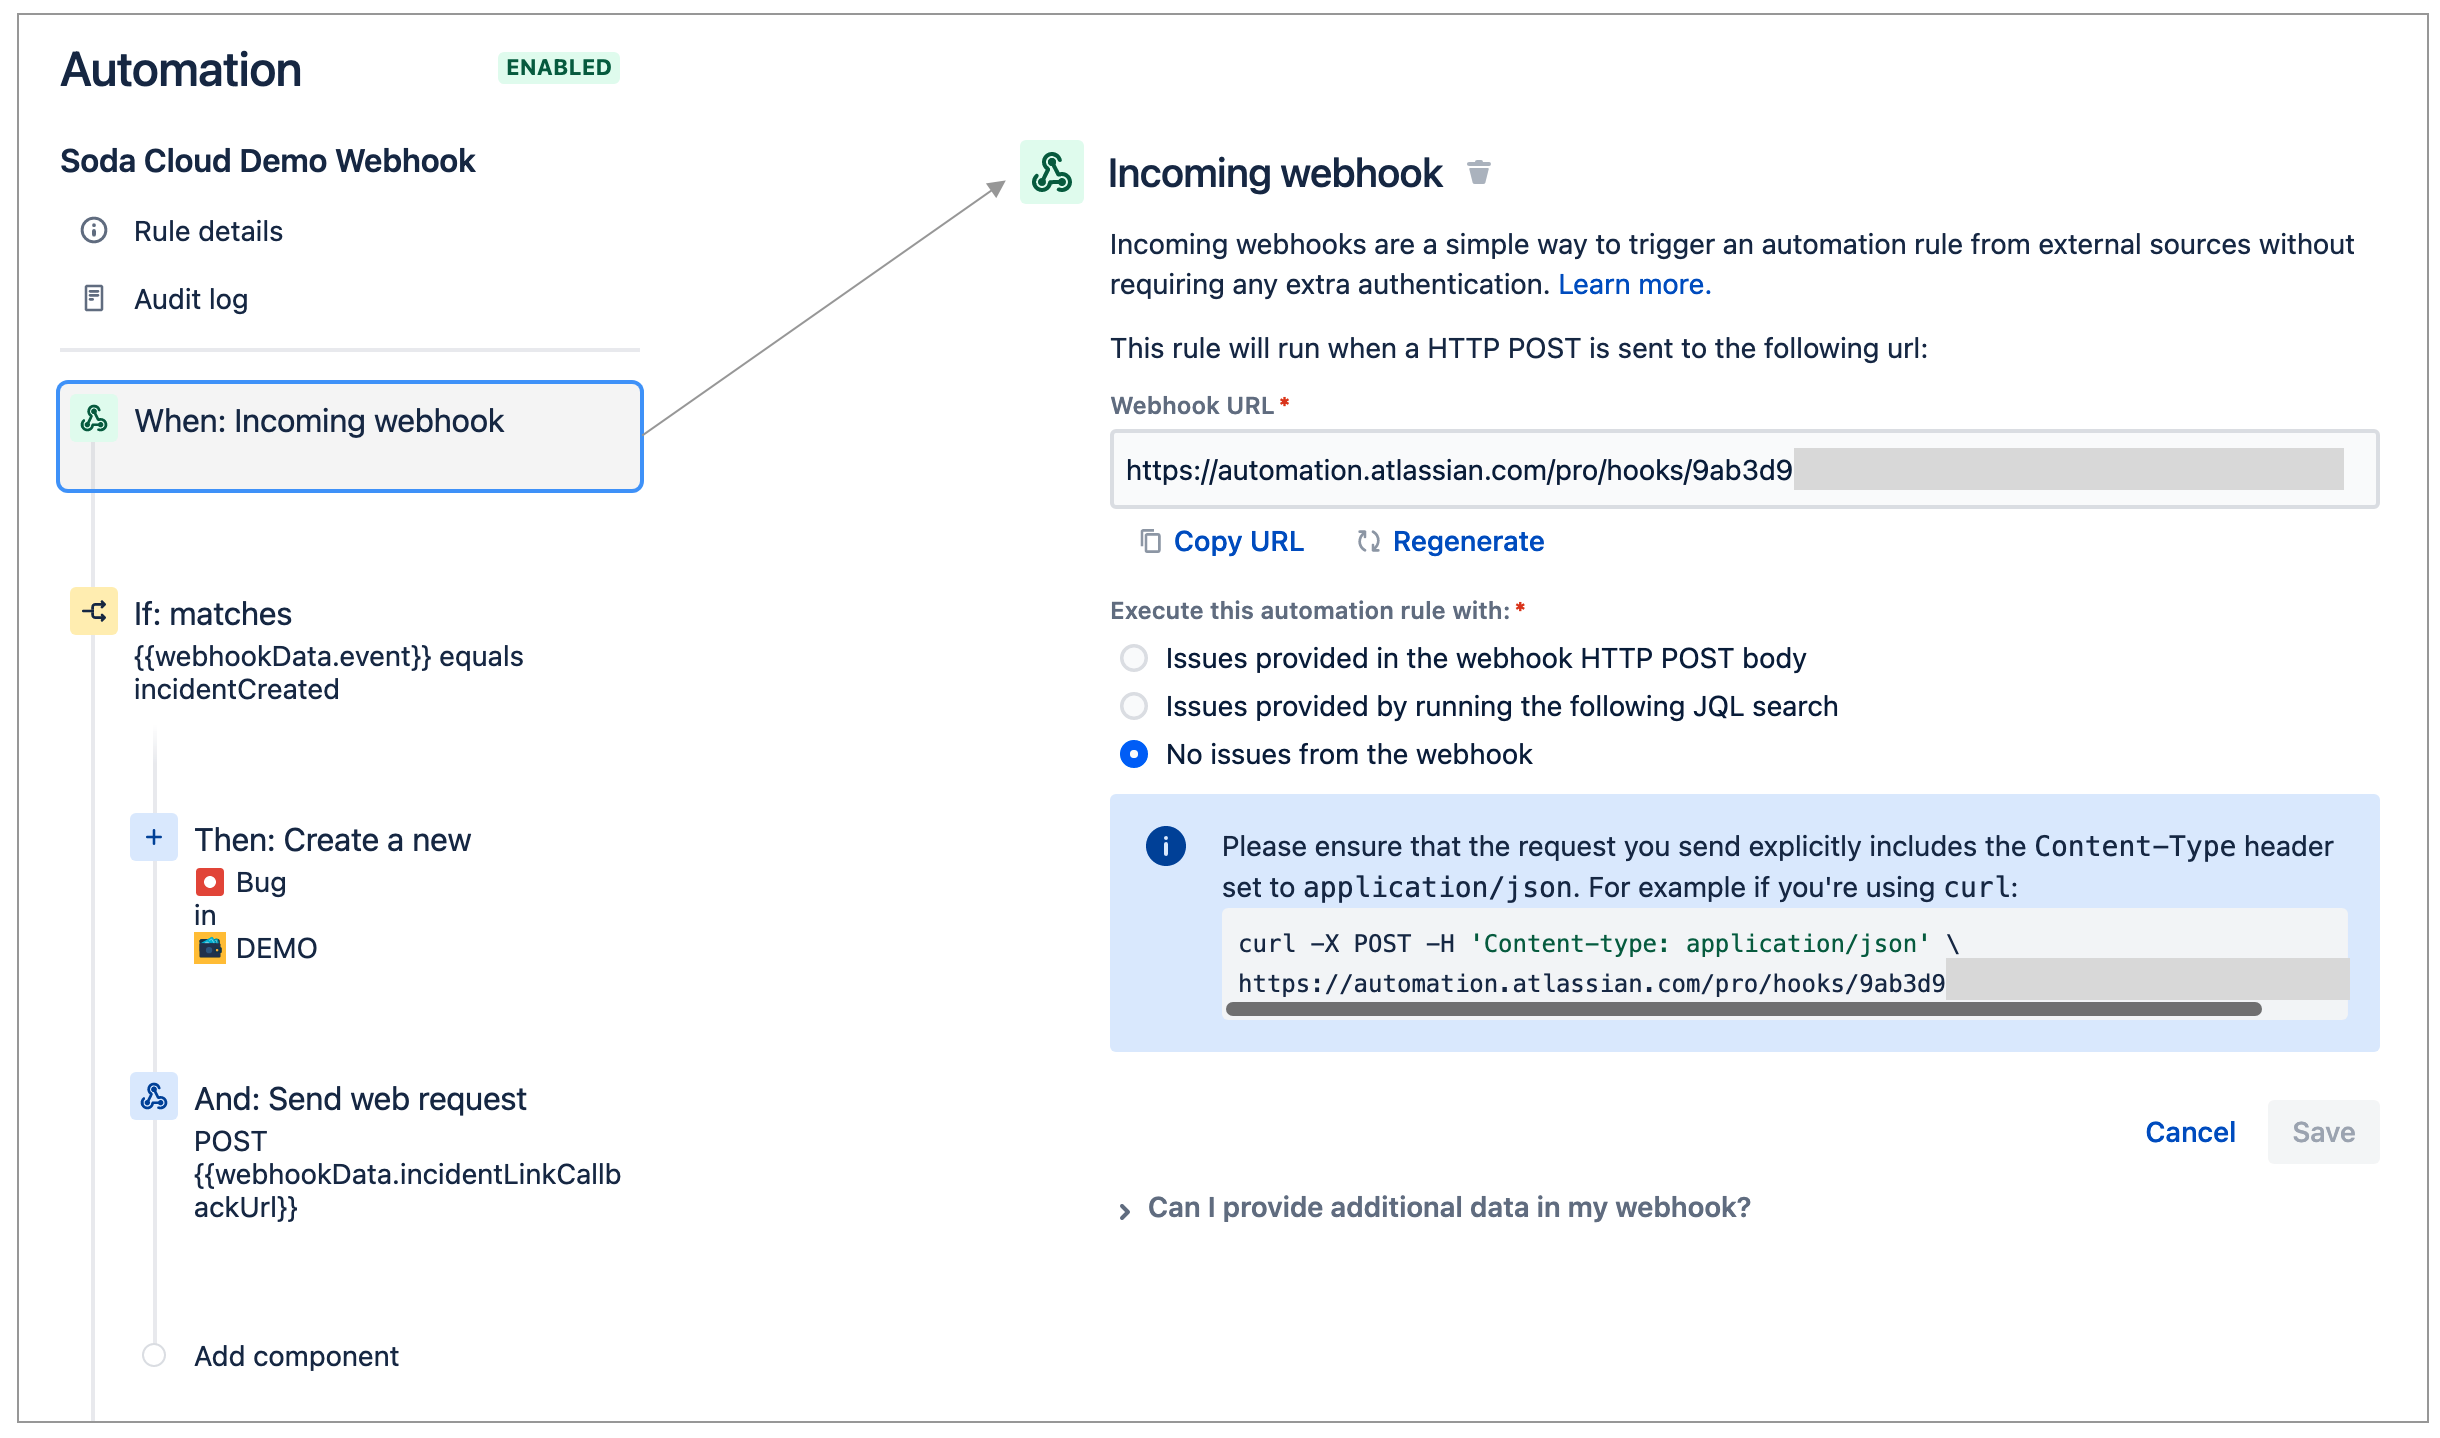 Automation
ENABLED
Soda Cloud Demo Webhook
Rule details
Audit log
When: Incoming webhook
If: matches
{{webhookData.event}} equals
incidentCreated
Then: Create a new
Bug
in
DEMO
And: Send web request
POST
{{webhookData.incidentLinkCallb
ackUrl}}
Add component
Incoming webhook
Incoming webhooks are a simple way to trigger an automation rule from external sources without
requiring any extra authentication. Learn more.
This rule will run when a HTTP POST is sent to the following url:
Webhook URL*
https://automation.atlassian.com/pro/hooks/9ab3d9
Copy URL Regenerate
Execute this automation rule with:*
Issues provided in the webhook HTTP POST body
Issues provided by running the following JQL search
No issues from the webhook
Please ensure that the request you send explicitly includes the Content-Type header
set to application/json. For example if you're using curl:
curl -X POST -H 'Content-type: application/json' \
https://automation.atlassian.com/pro/hooks/9ab3d9
Cancel Save
Can I provide additional data in my webhook?